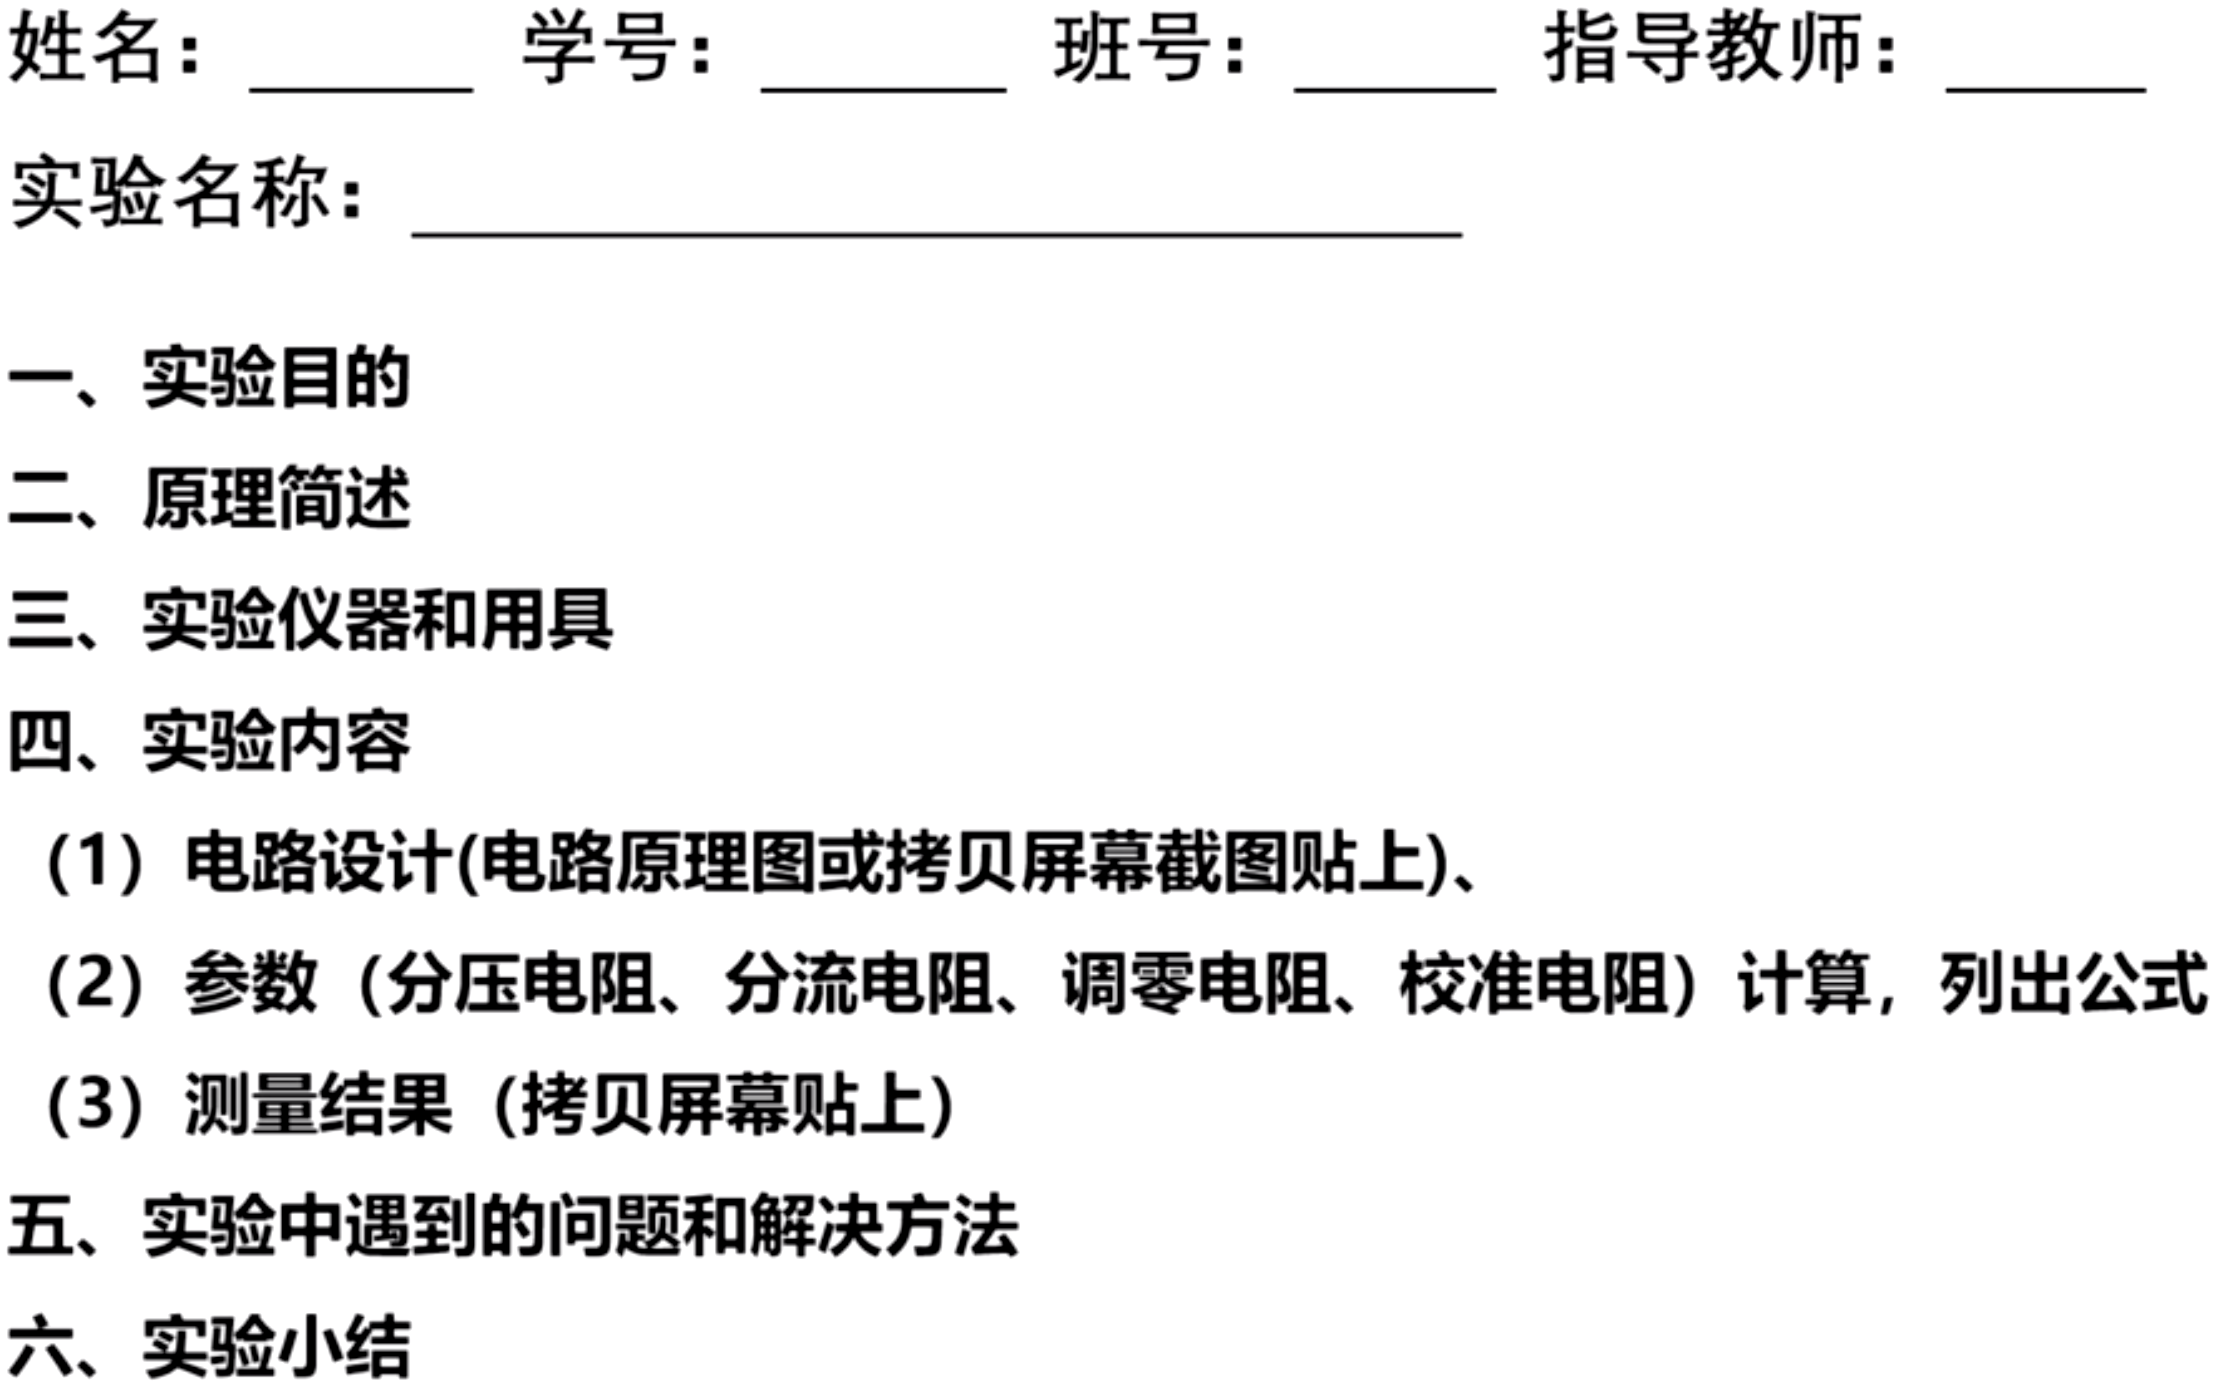 姓名：______ 学号：______ 班号：______ 指导教师：______
实验名称：__________________________
一、实验目的
二、原理简述
三、实验仪器和用具
四、实验内容
（1）电路设计(电路原理图或拷贝屏幕截图贴上)、
（2）参数（分压电阻、分流电阻、调零电阻、校准电阻）计算，列出公式
（3）测量结果（拷贝屏幕贴上）
五、实验中遇到的问题和解决方法
六、实验小结